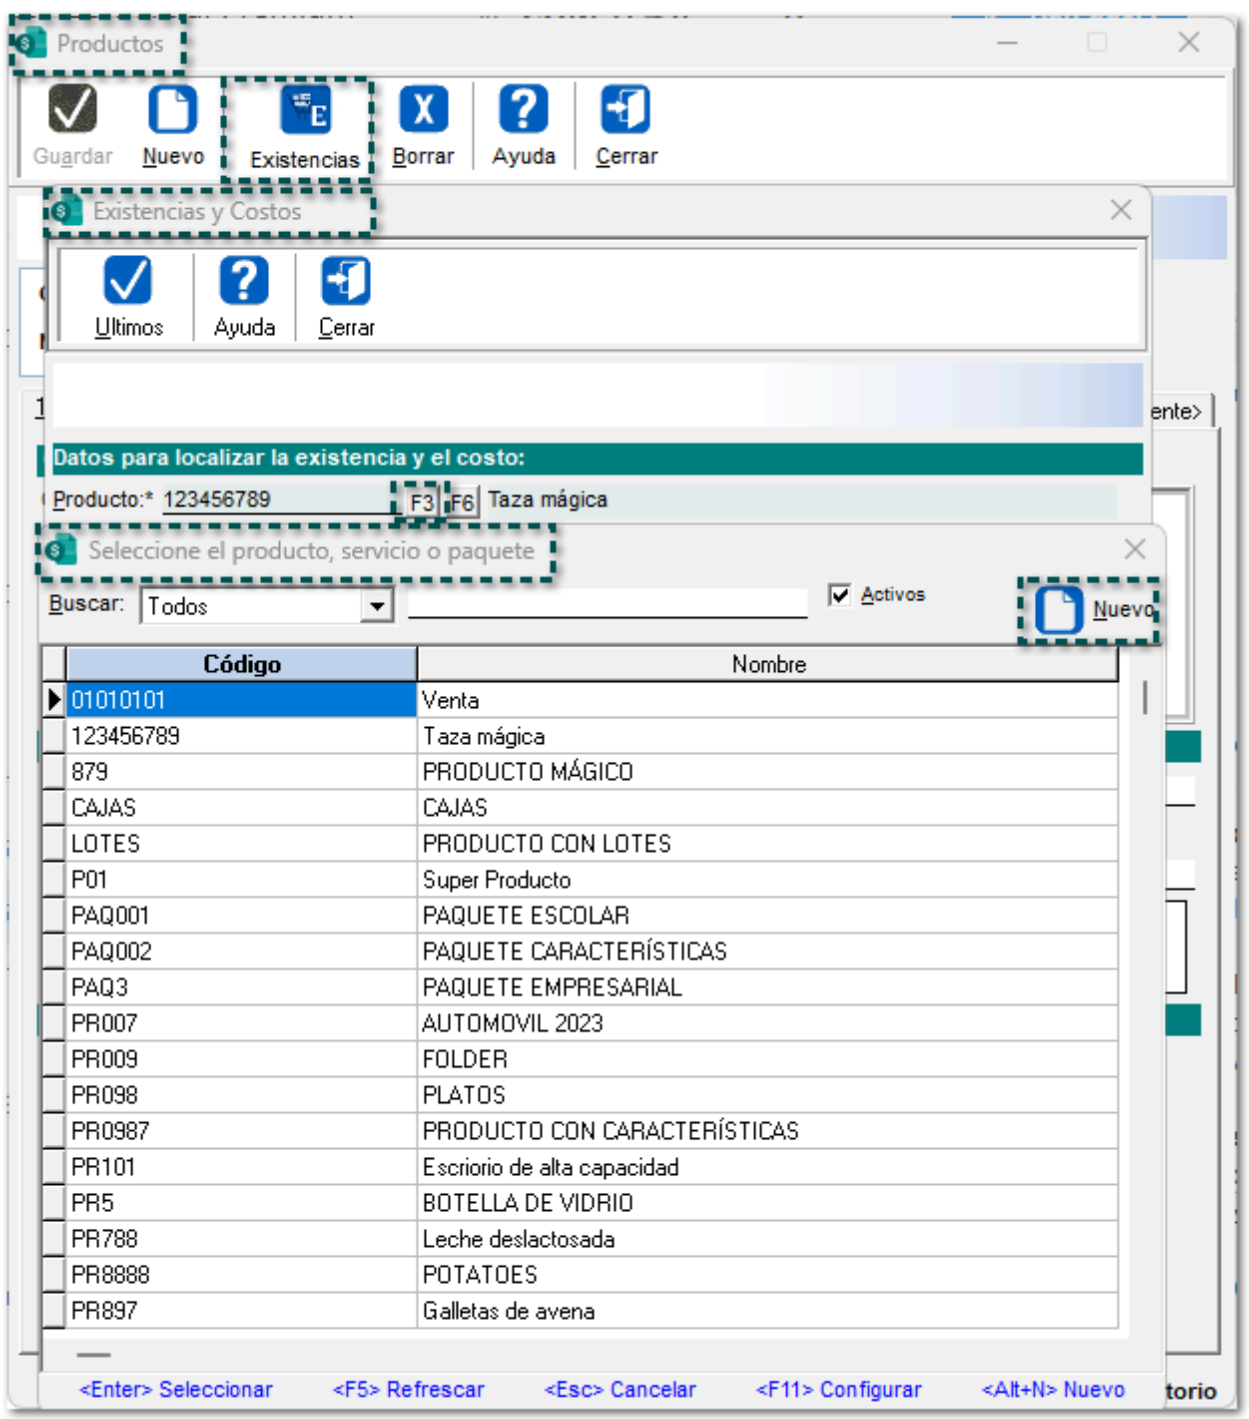 Productos
Guardar Nuevo Existencias Borrar Ayuda Cerrar
Existencias y Costos
Ultimos Ayuda Cerrar
ente>
Datos para localizar la existencia y el costo:
Producto:* 123456789 F3 F6 Taza mágica
Seleccione el producto, servicio o paquete
Buscar: Todos Activos Nuevo
Código Nombre
01010101 Venta
123456789 Taza mágica
879 PRODUCTO MÁGICO
CAJAS CAJAS
LOTES PRODUCTO CON LOTES
P01 Super Producto
PAQ001 PAQUETE ESCOLAR
PAQ002 PAQUETE CARACTERÍSTICAS
PAQ3 PAQUETE EMPRESARIAL
PR007 AUTOMOVIL 2023
PR009 FOLDER
PR098 PLATOS
PR0987 PRODUCTO CON CARACTERÍSTICAS
PR101 Escriorio de alta capacidad
PR5 BOTELLA DE VIDRIO
PR788 Leche deslactosada
PR8888 POTATOES
PR897 Galletas de avena
<Enter> Seleccionar <F5> Refrescar <Esc> Cancelar <F11> Configurar <Alt+N> Nuevo torio